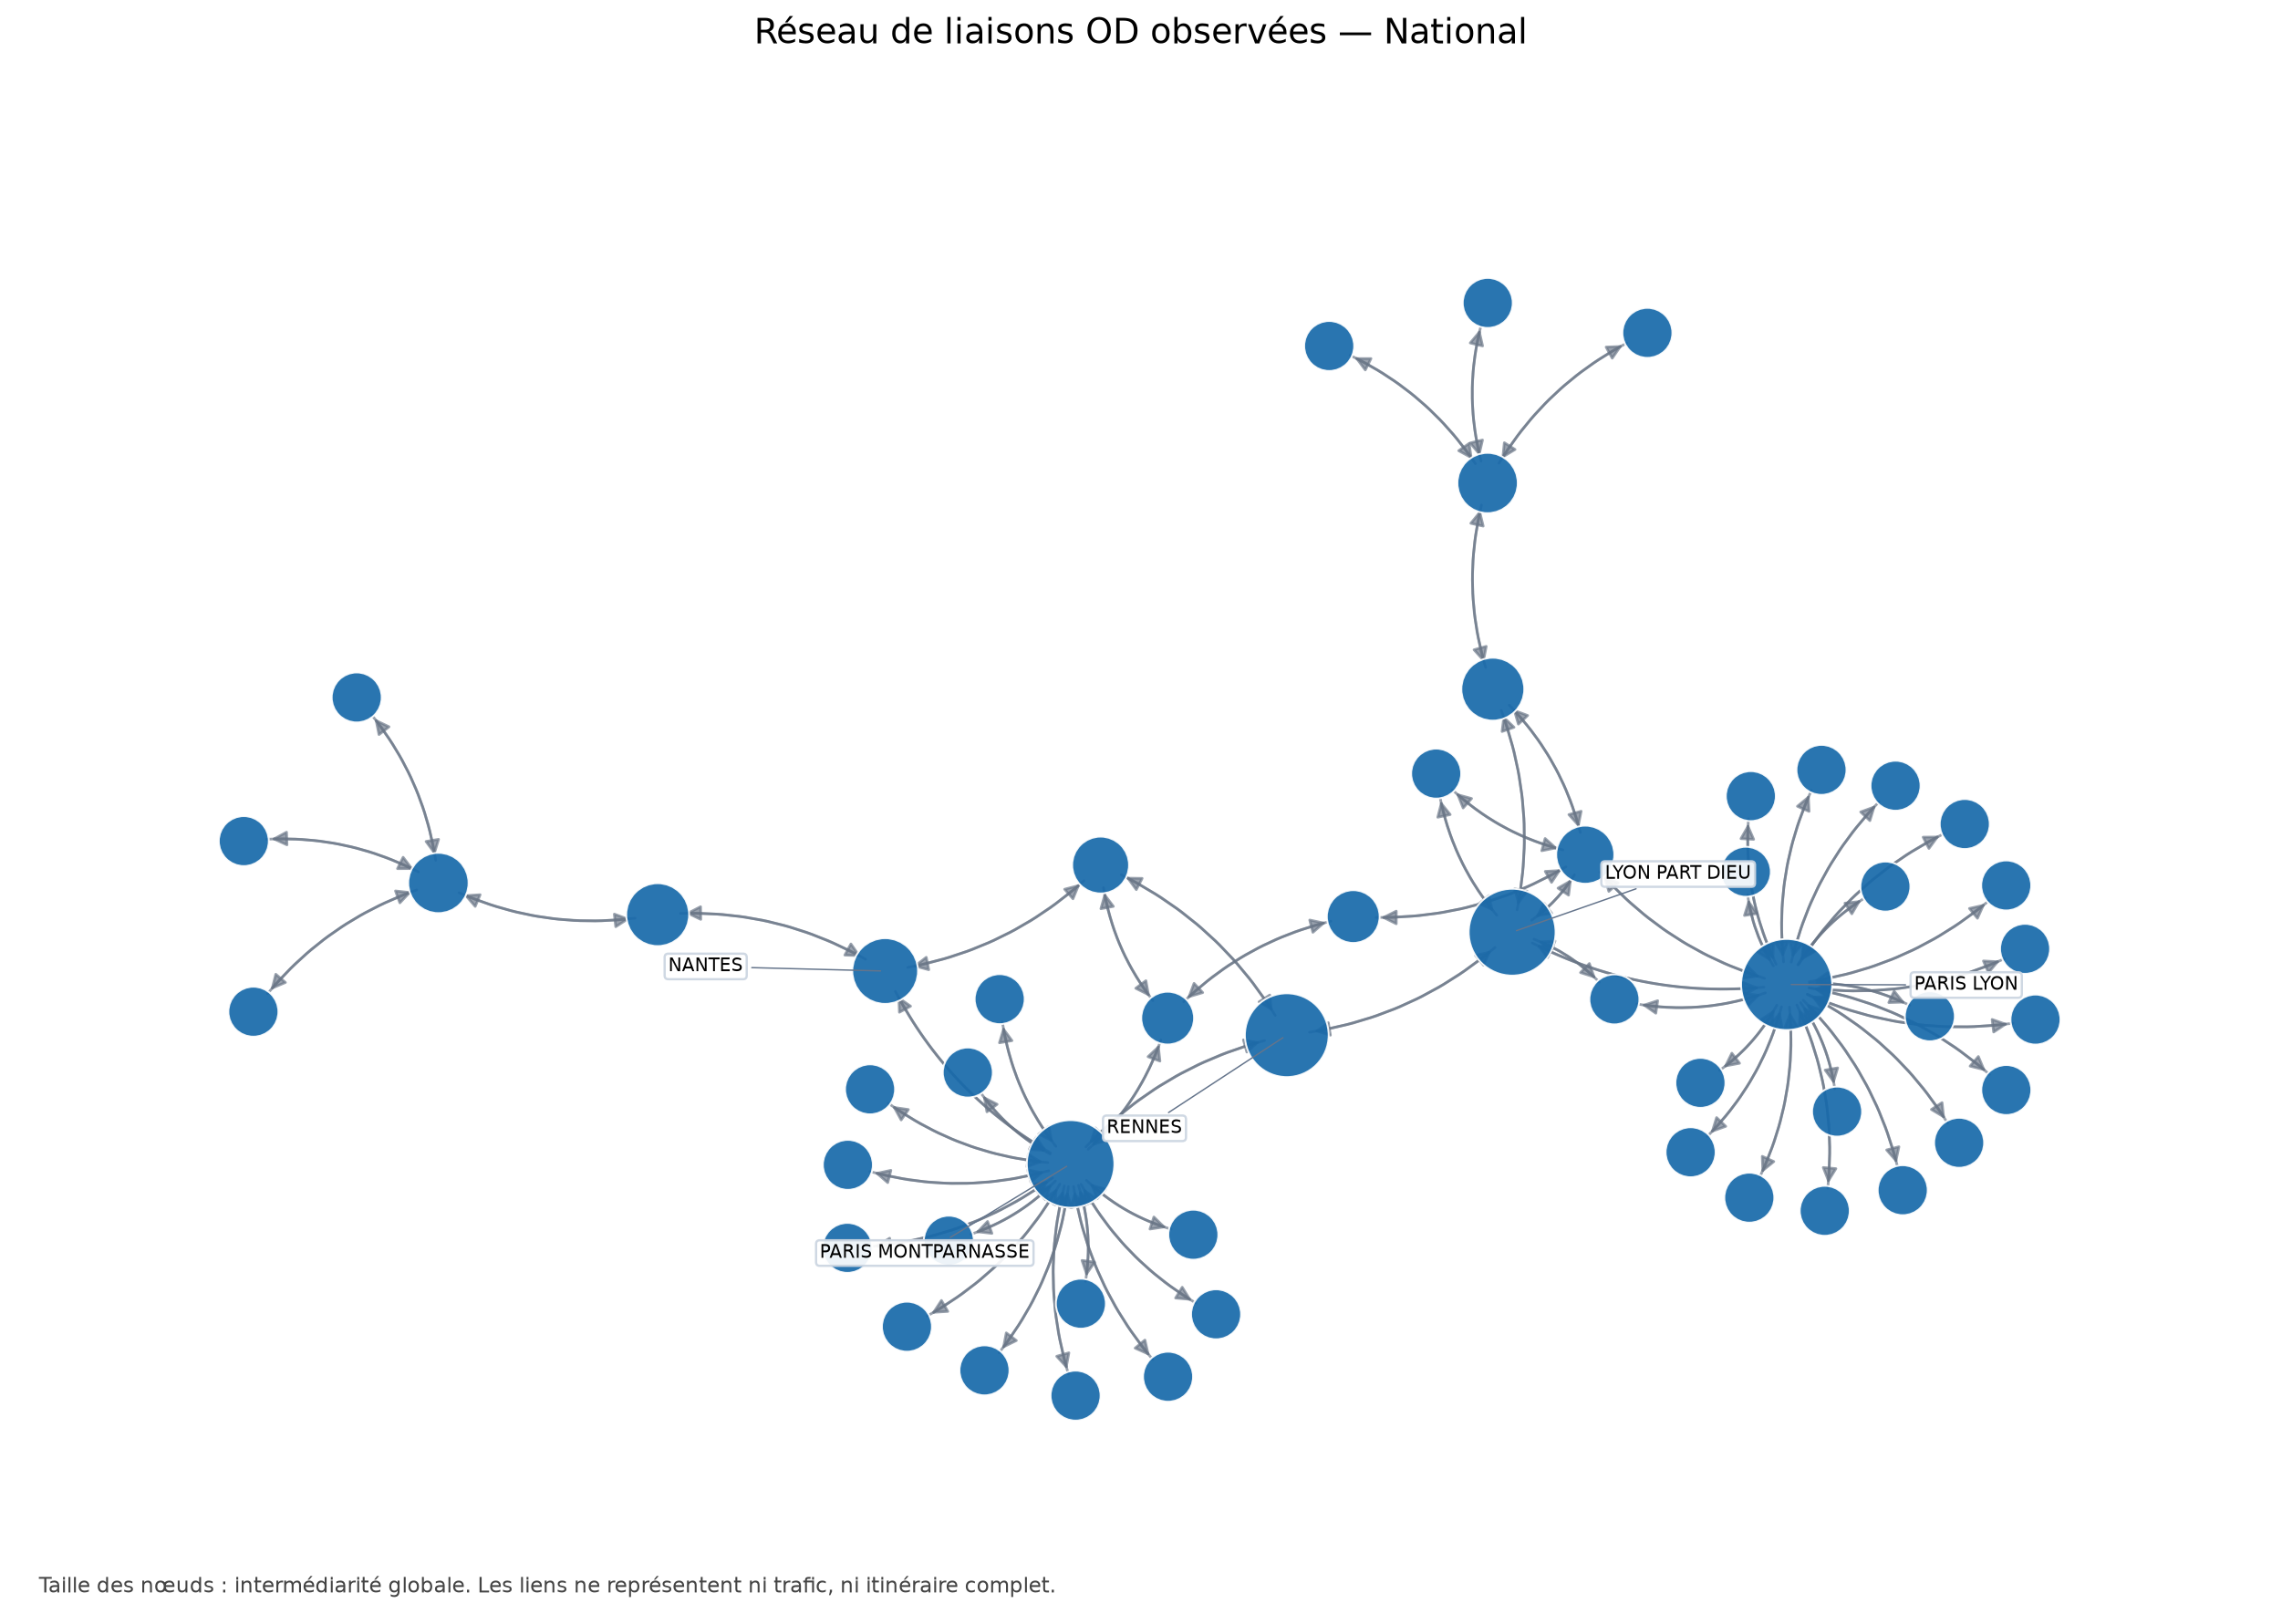 Réseau de liaisons OD observées — National
LYON PART DIEU
NANTES
PARIS LYON
RENNES
PARIS MONTPARNASSE
Taille des nœuds : intermédiarité globale. Les liens ne représentent ni trafic, ni itinéraire complet.